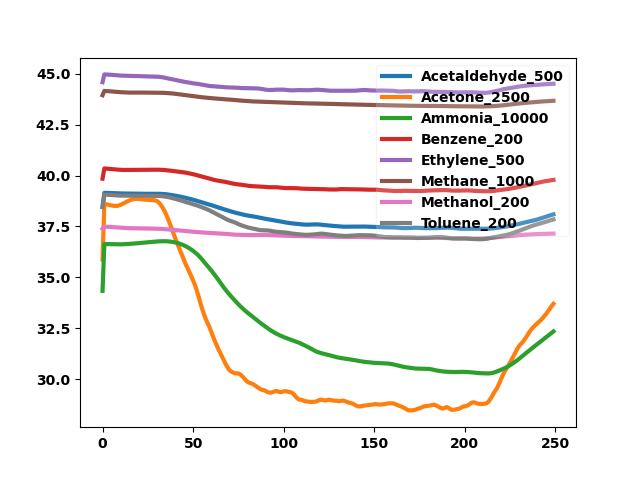 45.0
42.5
40.0
37.5
35.0
32.5
30.0
0
50
100
150
200
250
Acetaldehyde_500
Acetone_2500
Ammonia_10000
Benzene_200
Ethylene_500
Methane_1000
Methanol_200
Toluene_200